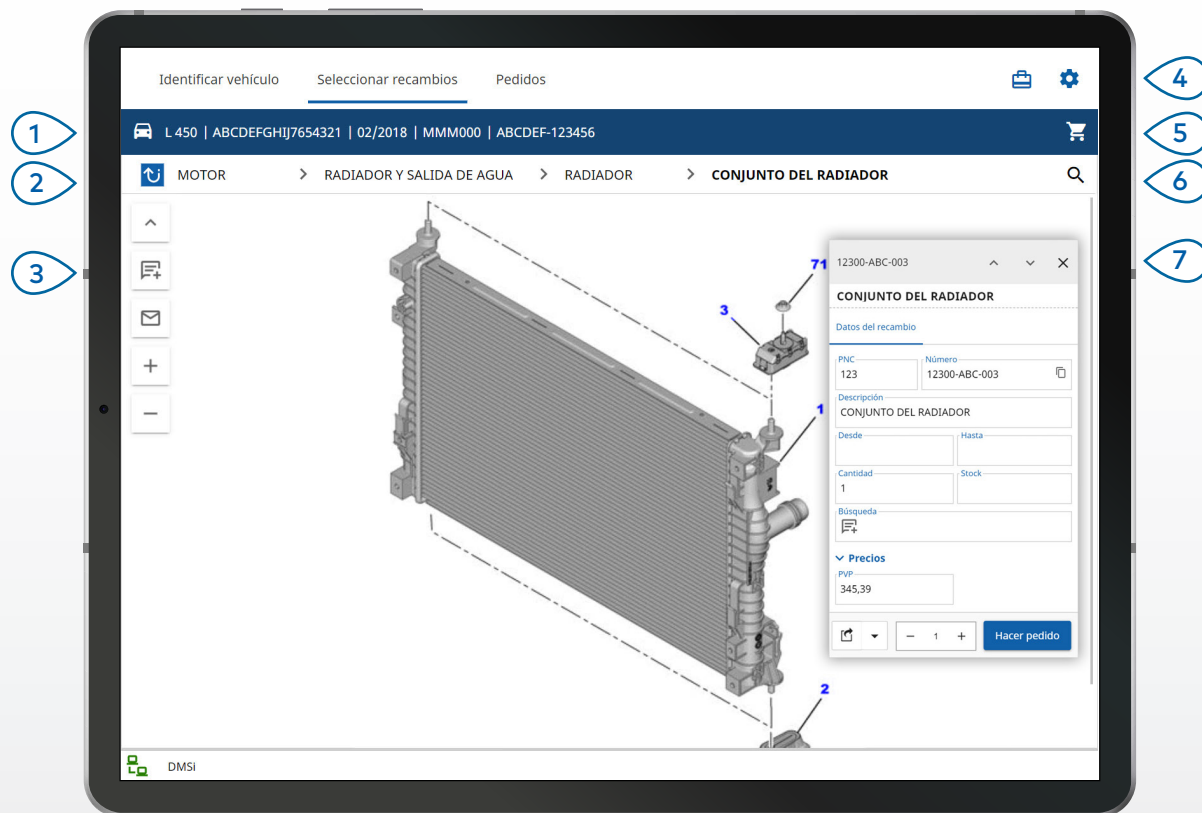 Identificar vehículo Seleccionar recambios Pedidos
4
1
L 450 | ABCDEFGHIJ7654321 | 02/2018 | MMM000 | ABCDEF-123456
5
2
MOTOR > RADIADOR Y SALIDA DE AGUA > RADIADOR > CONJUNTO DEL RADIADOR
6
3
7
71
3
1
2
12300-ABC-003
CONJUNTO DEL RADIADOR
Datos del recambio
PNC Número
123 12300-ABC-003
Descripción
CONJUNTO DEL RADIADOR
Desde Hasta
Cantidad Stock
1
Búsqueda
Precios
PVP
345,39
− 1 + Hacer pedido
DMSi